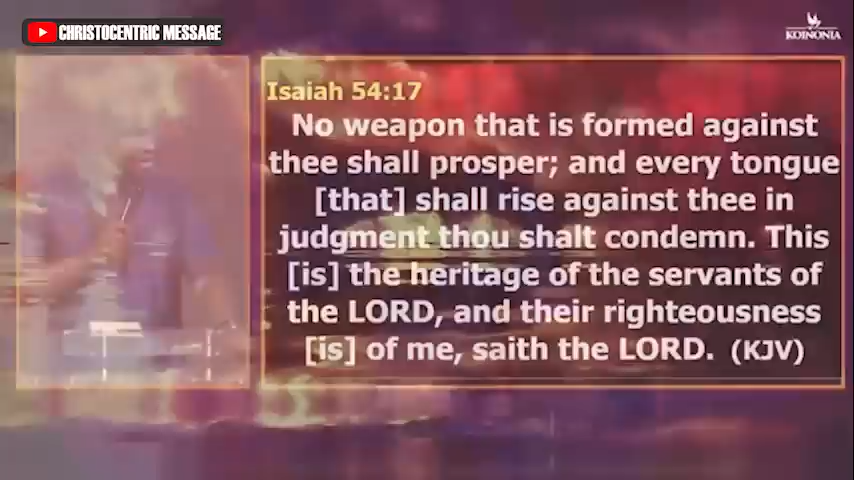 CHRISTOCENTRIC MESSAGE
KOINONIA
Isaiah 54:17
No weapon that is formed against
thee shall prosper; and every tongue
[that] shall rise against thee in
judgment thou shalt condemn. This
[is] the heritage of the servants of
the LORD, and their righteousness
[is] of me, saith the LORD. (KJV)